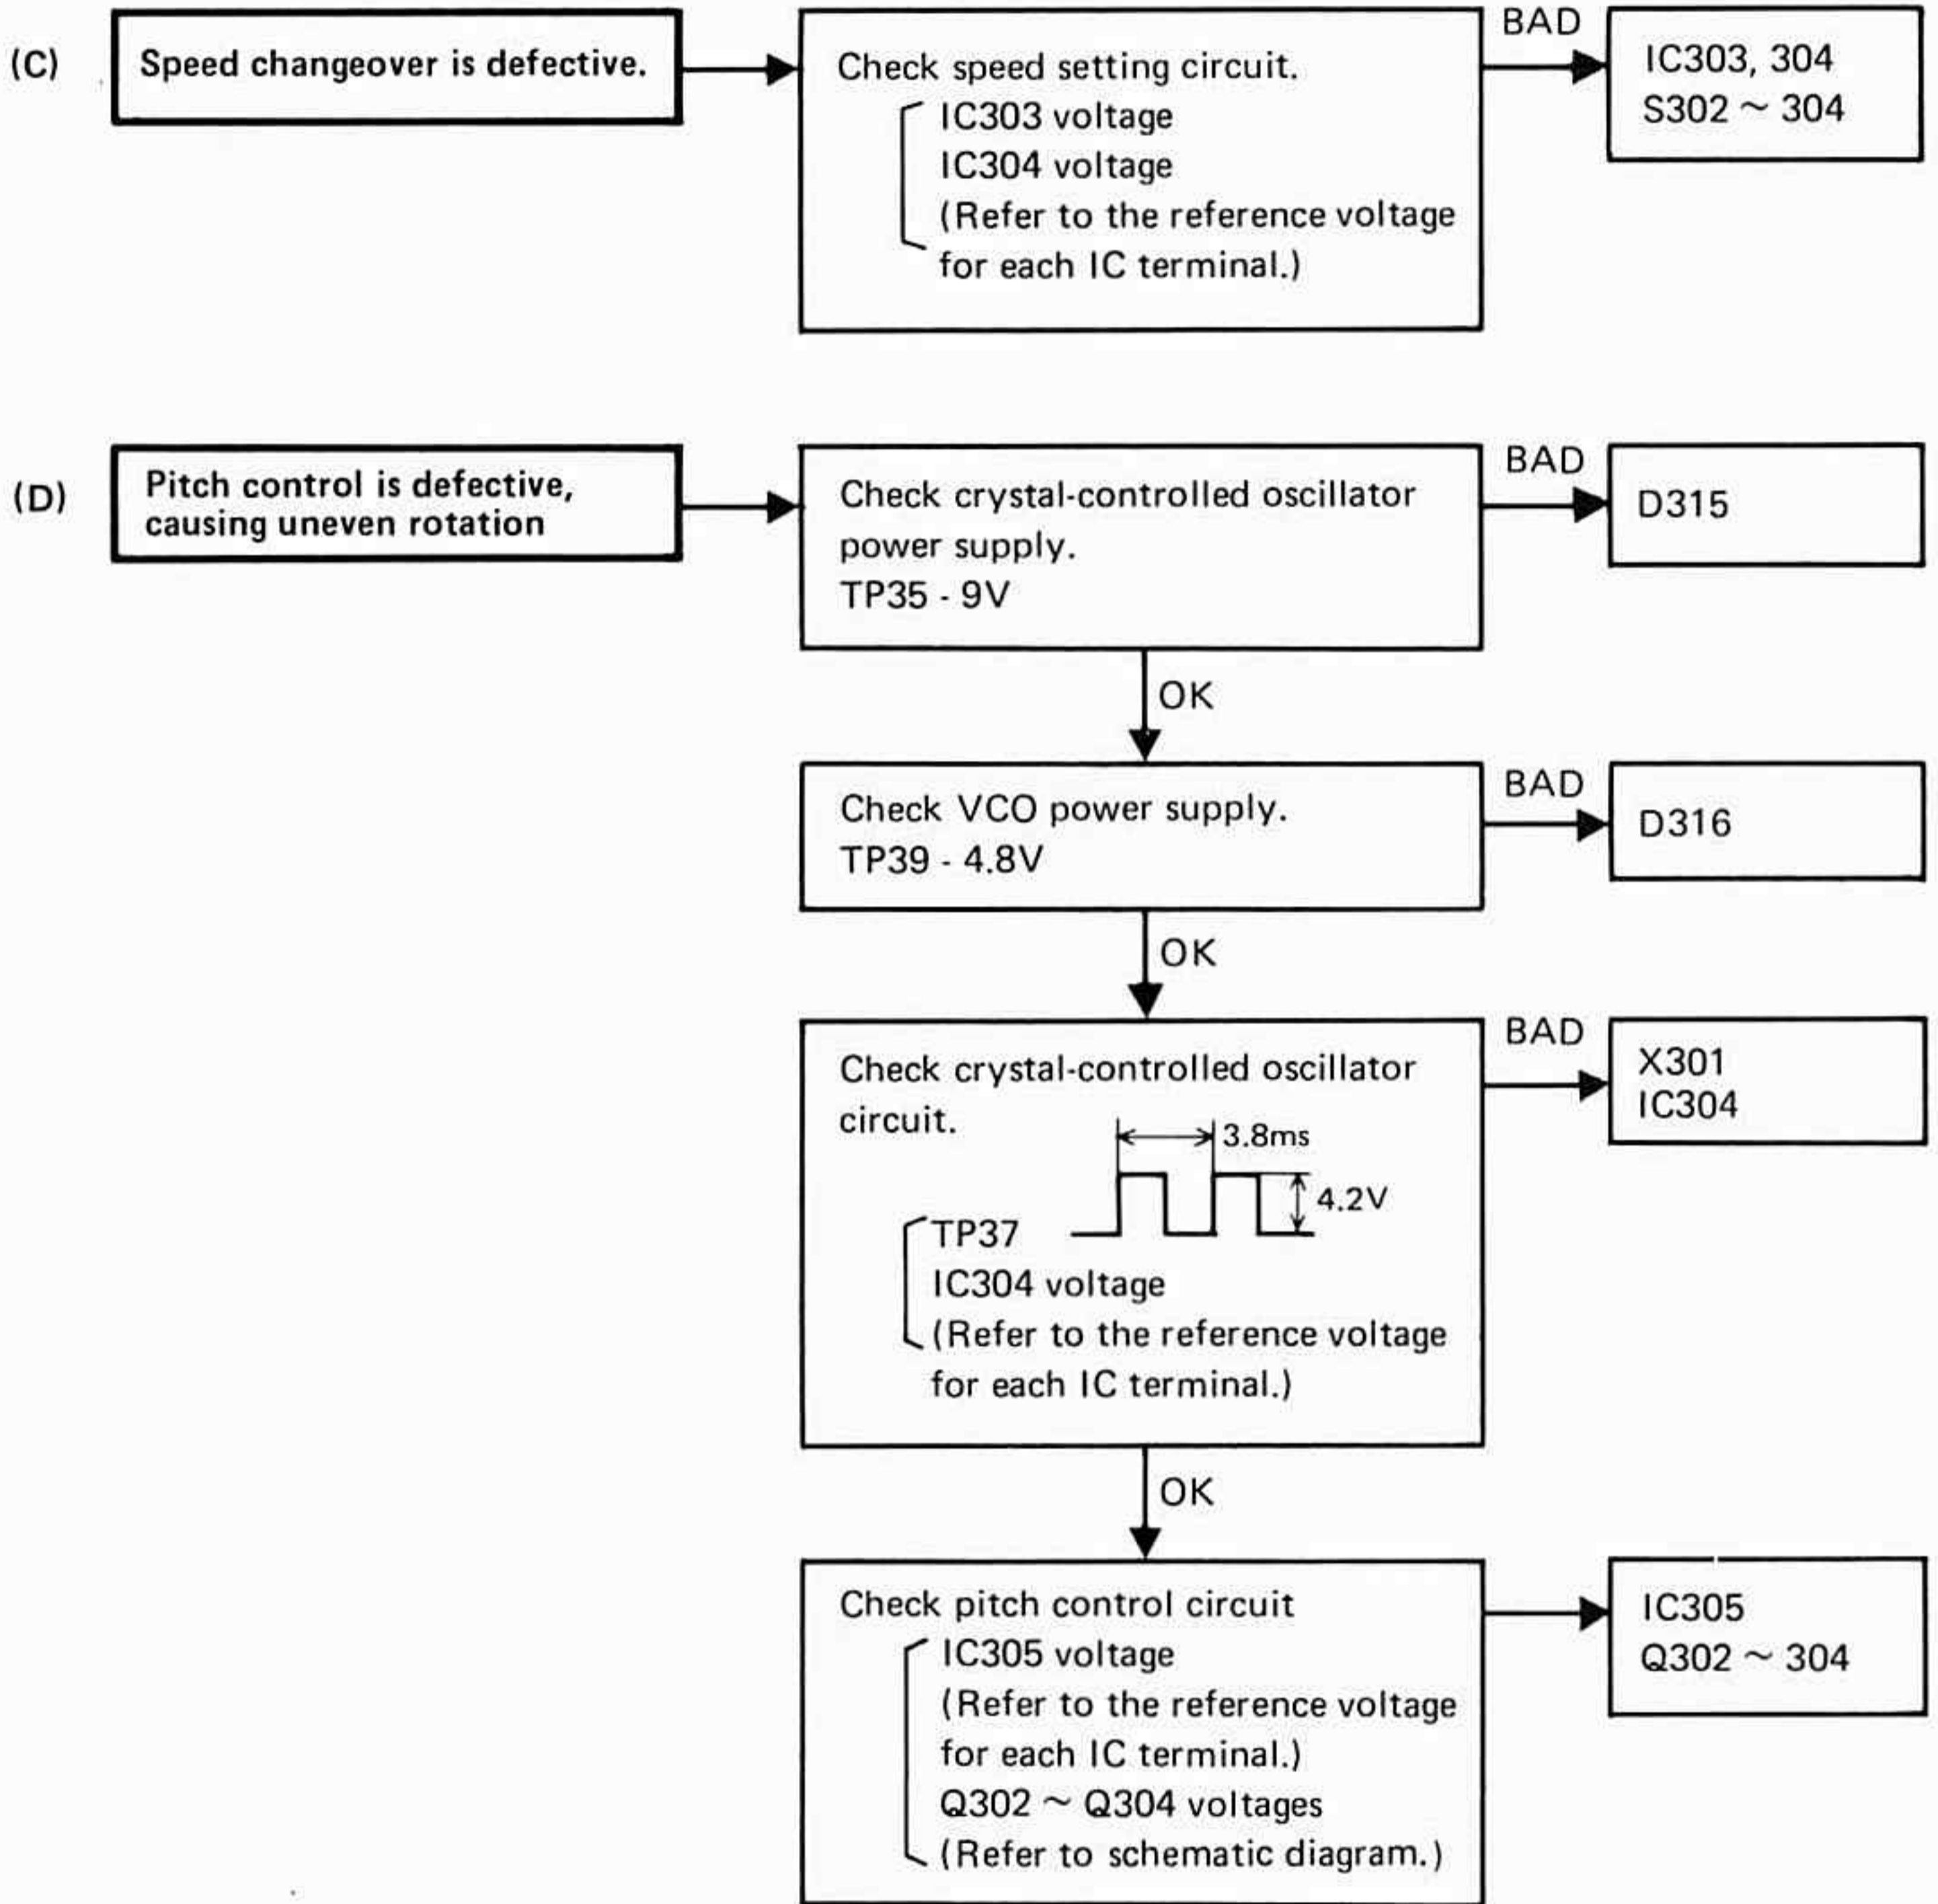 (C)
Speed changeover is defective.
Check speed setting circuit.
IC303 voltage
IC304 voltage
(Refer to the reference voltage
for each IC terminal.)
BAD
IC303, 304
S302 ~ 304
(D)
Pitch control is defective,
causing uneven rotation
Check crystal-controlled oscillator
power supply.
TP35 - 9V
BAD
D315
OK
Check VCO power supply.
TP39 - 4.8V
BAD
D316
OK
Check crystal-controlled oscillator
circuit.
3.8ms
4.2V
TP37
IC304 voltage
(Refer to the reference voltage
for each IC terminal.)
BAD
X301
IC304
OK
Check pitch control circuit
IC305 voltage
(Refer to the reference voltage
for each IC terminal.)
Q302 ~ Q304 voltages
(Refer to schematic diagram.)
IC305
Q302 ~ 304